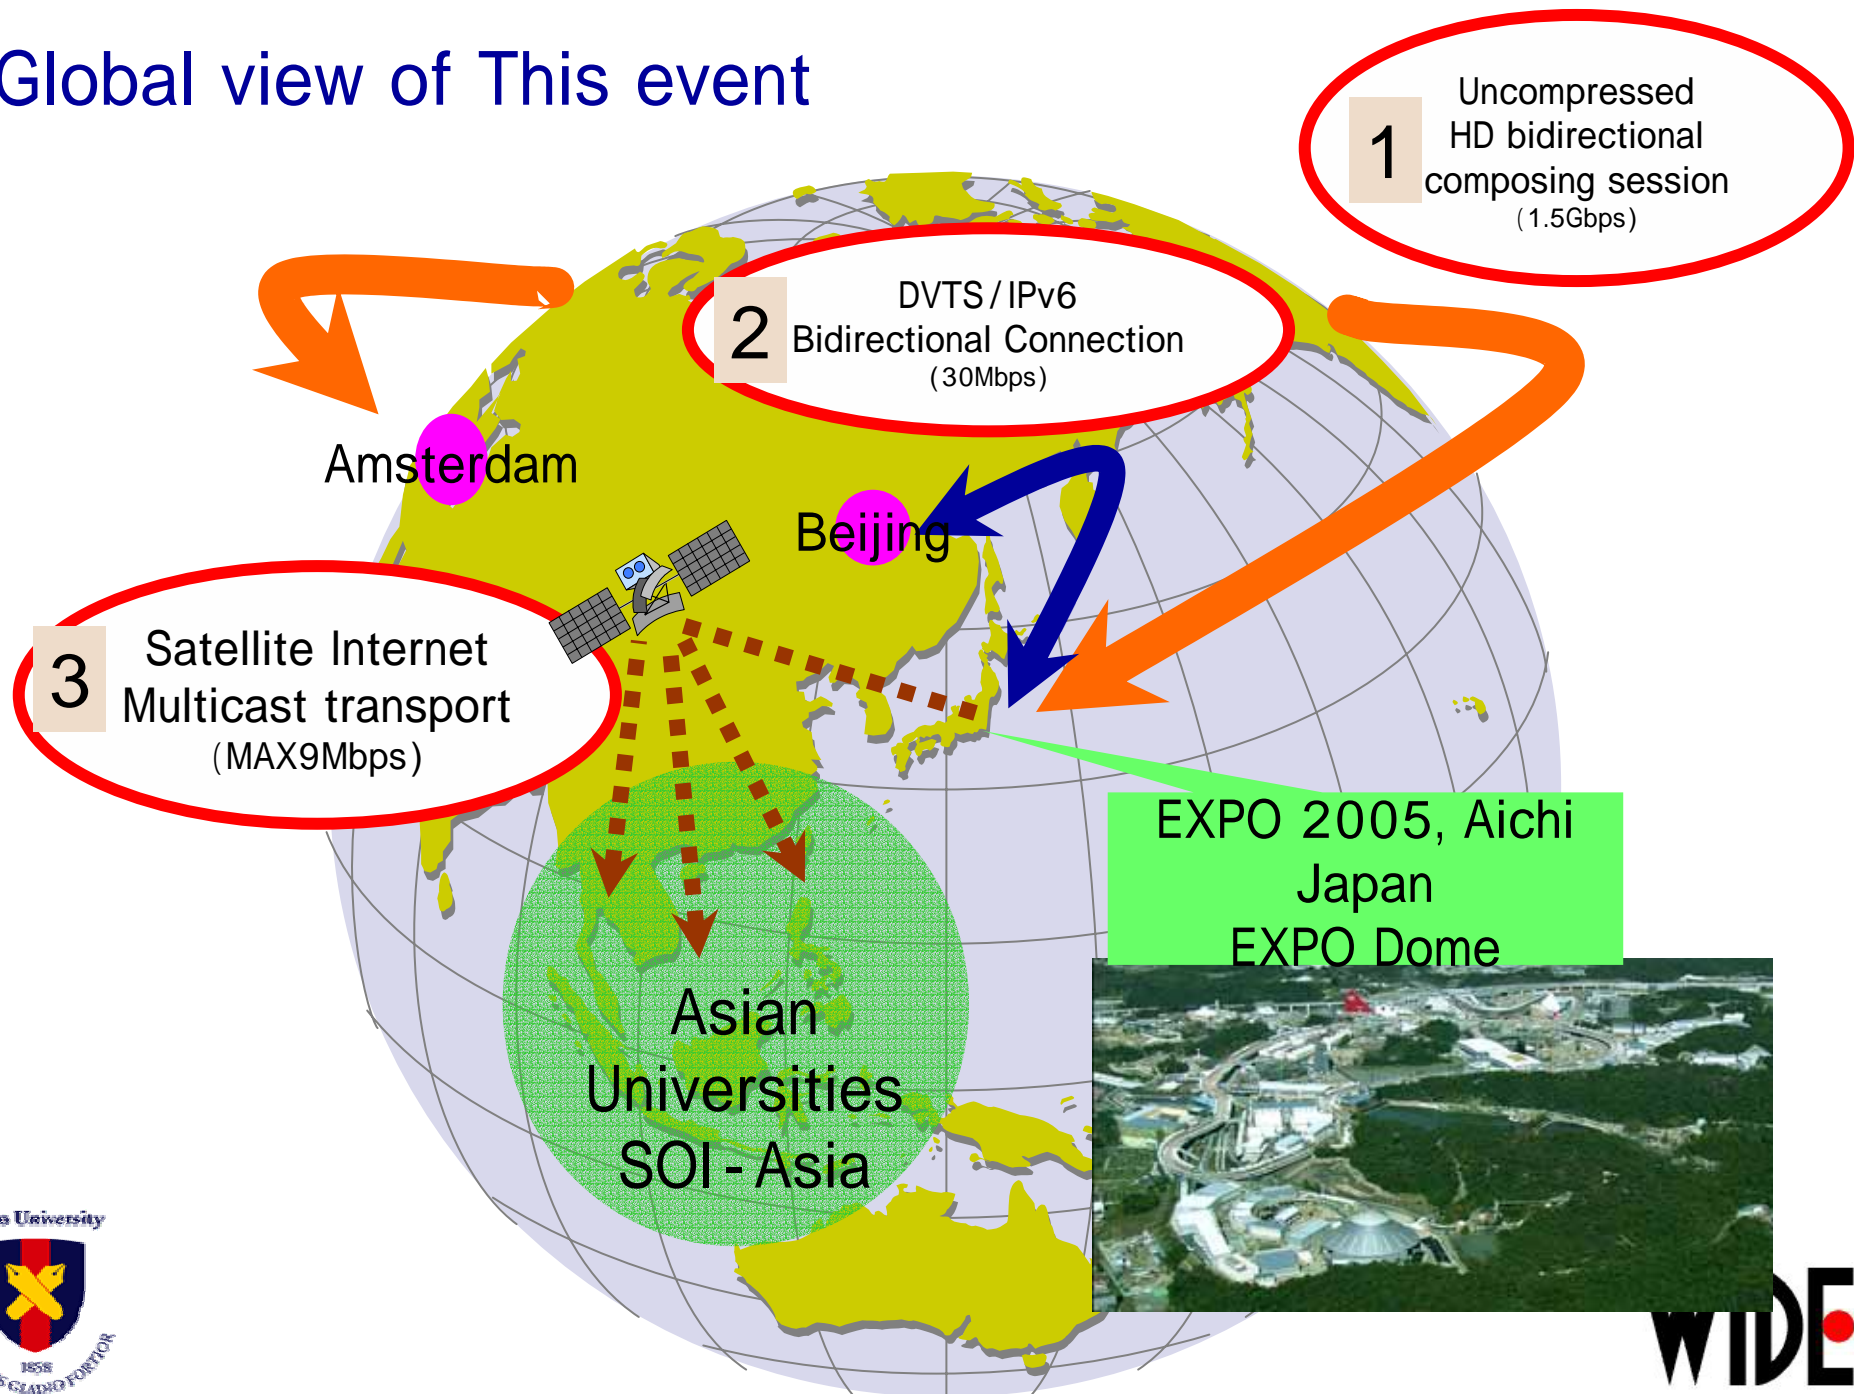 Global view of This event
1
Uncompressed
HD bidirectional
composing session
(1.5Gbps)
2
DVTS/IPv6
Bidirectional Connection
(30Mbps)
Amsterdam
Beijing
3
Satellite Internet
Multicast transport
(MAX9Mbps)
EXPO 2005, Aichi
Japan
EXPO Dome
Asian
Universities
SOI-Asia
University
1858
GLADIO FORTIOR
WIDE